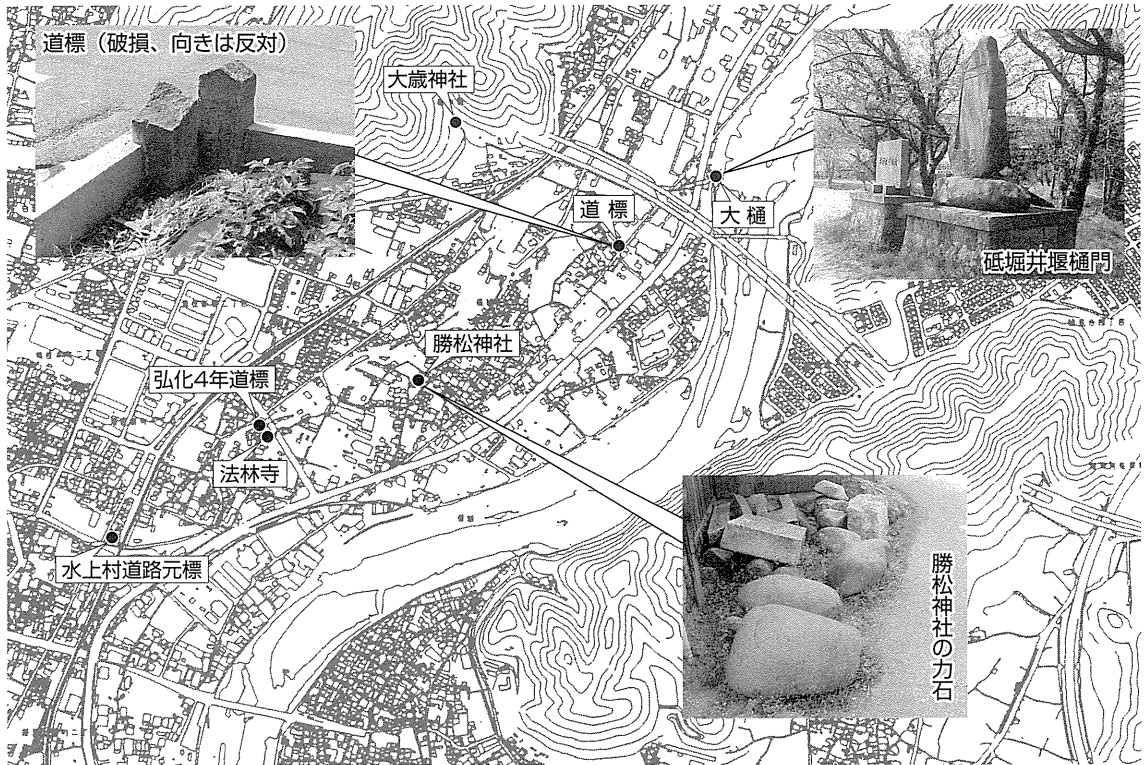 道標（破損、向きは反対）
大歳神社
道標
大樋
砥堀井堰樋門
勝松神社
弘化4年道標
法林寺
水上村道路元標
勝松神社の力石